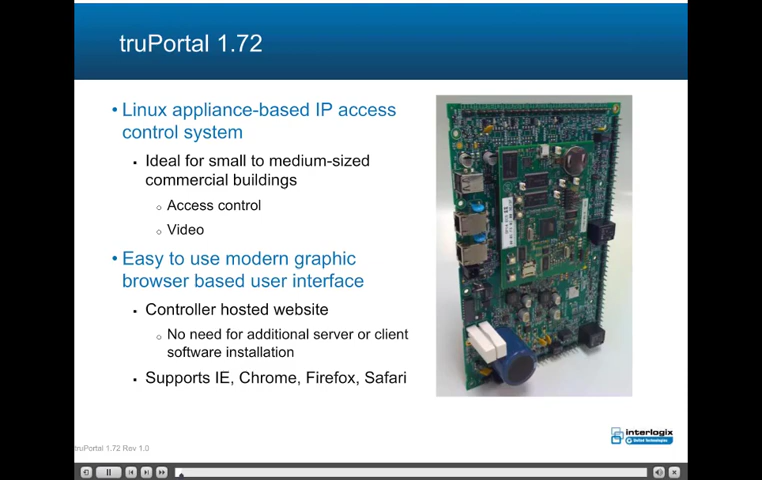 truPortal 1.72
• Linux appliance-based IP access
control system
▪ Ideal for small to medium-sized
commercial buildings
○ Access control
○ Video
• Easy to use modern graphic
browser based user interface
▪ Controller hosted website
○ No need for additional server or client
software installation
▪ Supports IE, Chrome, Firefox, Safari
interlogix
United Technologies
truPortal 1.72 Rev 1.0